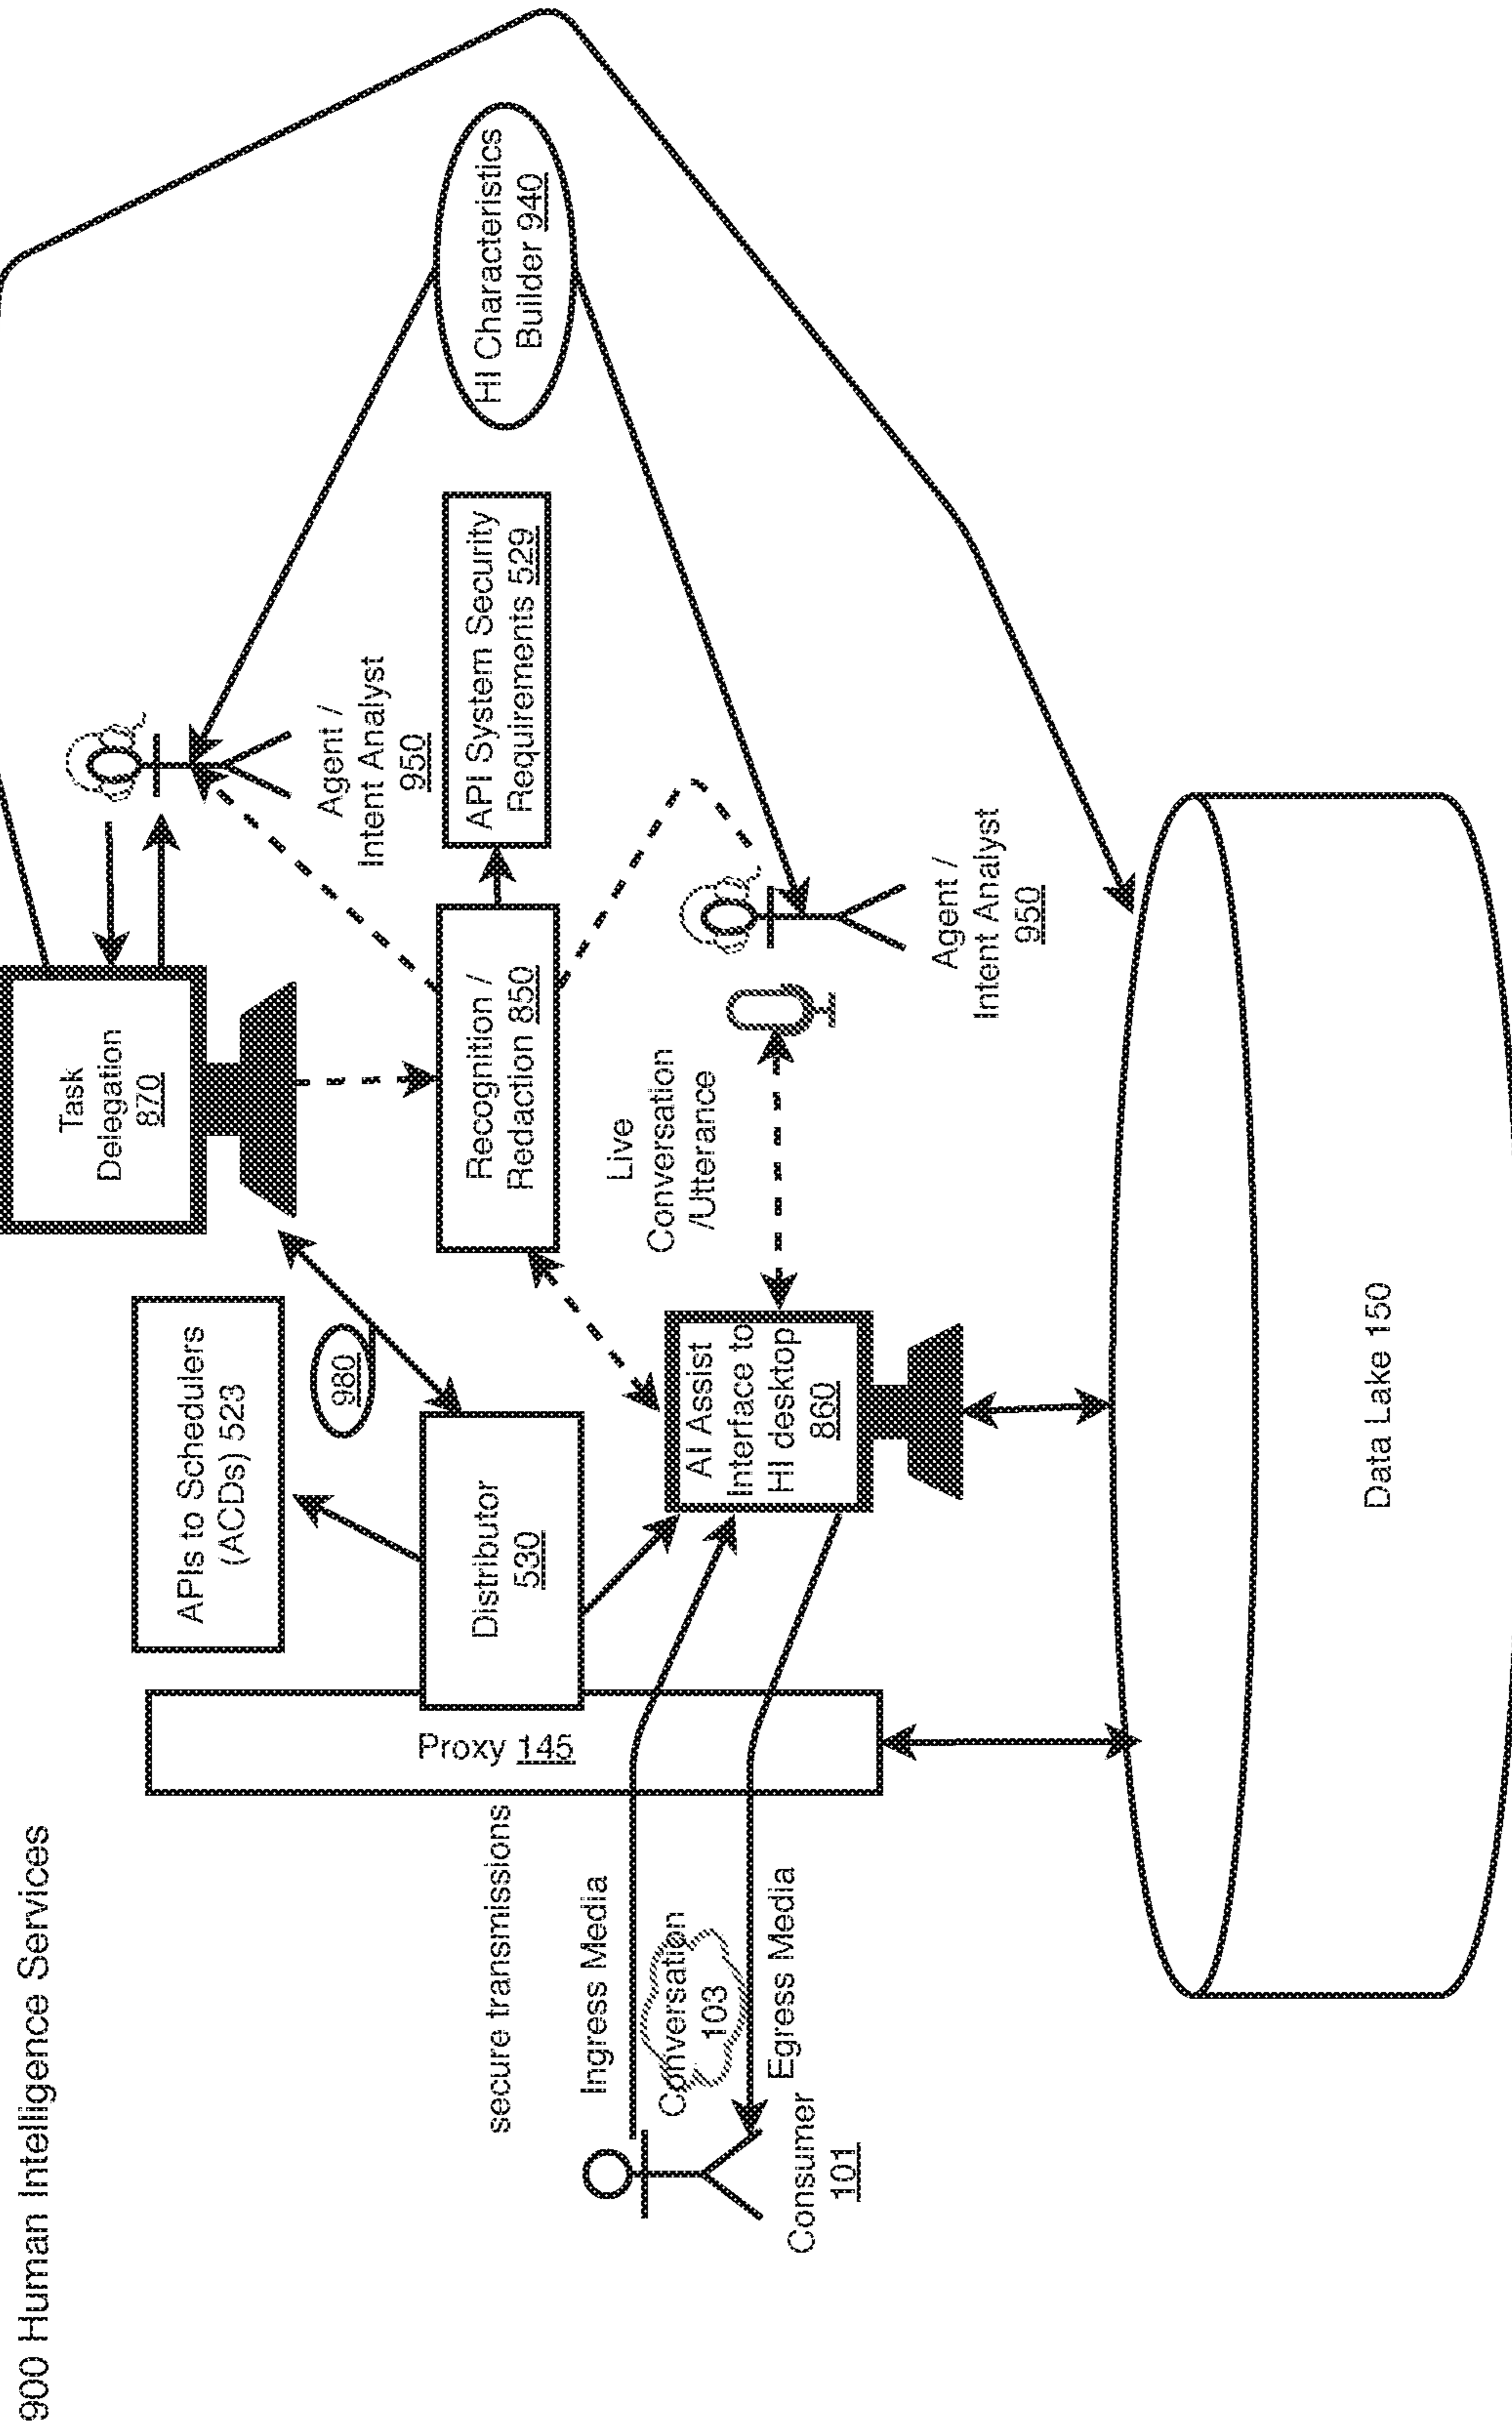 900 Human Intelligence Services
Task
Delegation
870
APIs to Schedulers
(ACDs) 523
980
Agent /
Intent Analyst
950
Proxy 145
Distributor
530
Recognition /
Redaction 850
API System Security
Requirements 529
HI Characteristics
Builder 940
secure transmissions
Ingress Media
Conversation
103
Egress Media
Consumer
101
AI Assist
Interface to
HI desktop
860
Live
Conversation
/Utterance
Agent /
Intent Analyst
950
Data Lake 150